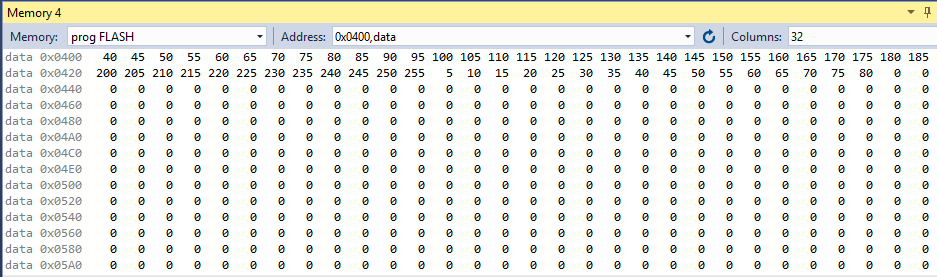 Memory 4
Memory: prog FLASH Address: 0x0400,data Columns: 32
data 0x0400 40 45 50 55 60 65 70 75 80 85 90 95 100 105 110 115 120 125 130 135 140 145 150 155 160 165 170 175 180 185
data 0x0420 200 205 210 215 220 225 230 235 240 245 250 255 5 10 15 20 25 30 35 40 45 50 55 60 65 70 75 80 0 0
data 0x0440 0 0 0 0 0 0 0 0 0 0 0 0 0 0 0 0 0 0 0 0 0 0 0 0 0 0 0 0 0 0
data 0x0460 0 0 0 0 0 0 0 0 0 0 0 0 0 0 0 0 0 0 0 0 0 0 0 0 0 0 0 0 0 0
data 0x0480 0 0 0 0 0 0 0 0 0 0 0 0 0 0 0 0 0 0 0 0 0 0 0 0 0 0 0 0 0 0
data 0x04A0 0 0 0 0 0 0 0 0 0 0 0 0 0 0 0 0 0 0 0 0 0 0 0 0 0 0 0 0 0 0
data 0x04C0 0 0 0 0 0 0 0 0 0 0 0 0 0 0 0 0 0 0 0 0 0 0 0 0 0 0 0 0 0 0
data 0x04E0 0 0 0 0 0 0 0 0 0 0 0 0 0 0 0 0 0 0 0 0 0 0 0 0 0 0 0 0 0 0
data 0x0500 0 0 0 0 0 0 0 0 0 0 0 0 0 0 0 0 0 0 0 0 0 0 0 0 0 0 0 0 0 0
data 0x0520 0 0 0 0 0 0 0 0 0 0 0 0 0 0 0 0 0 0 0 0 0 0 0 0 0 0 0 0 0 0
data 0x0540 0 0 0 0 0 0 0 0 0 0 0 0 0 0 0 0 0 0 0 0 0 0 0 0 0 0 0 0 0 0
data 0x0560 0 0 0 0 0 0 0 0 0 0 0 0 0 0 0 0 0 0 0 0 0 0 0 0 0 0 0 0 0 0
data 0x0580 0 0 0 0 0 0 0 0 0 0 0 0 0 0 0 0 0 0 0 0 0 0 0 0 0 0 0 0 0 0
data 0x05A0 0 0 0 0 0 0 0 0 0 0 0 0 0 0 0 0 0 0 0 0 0 0 0 0 0 0 0 0 0 0